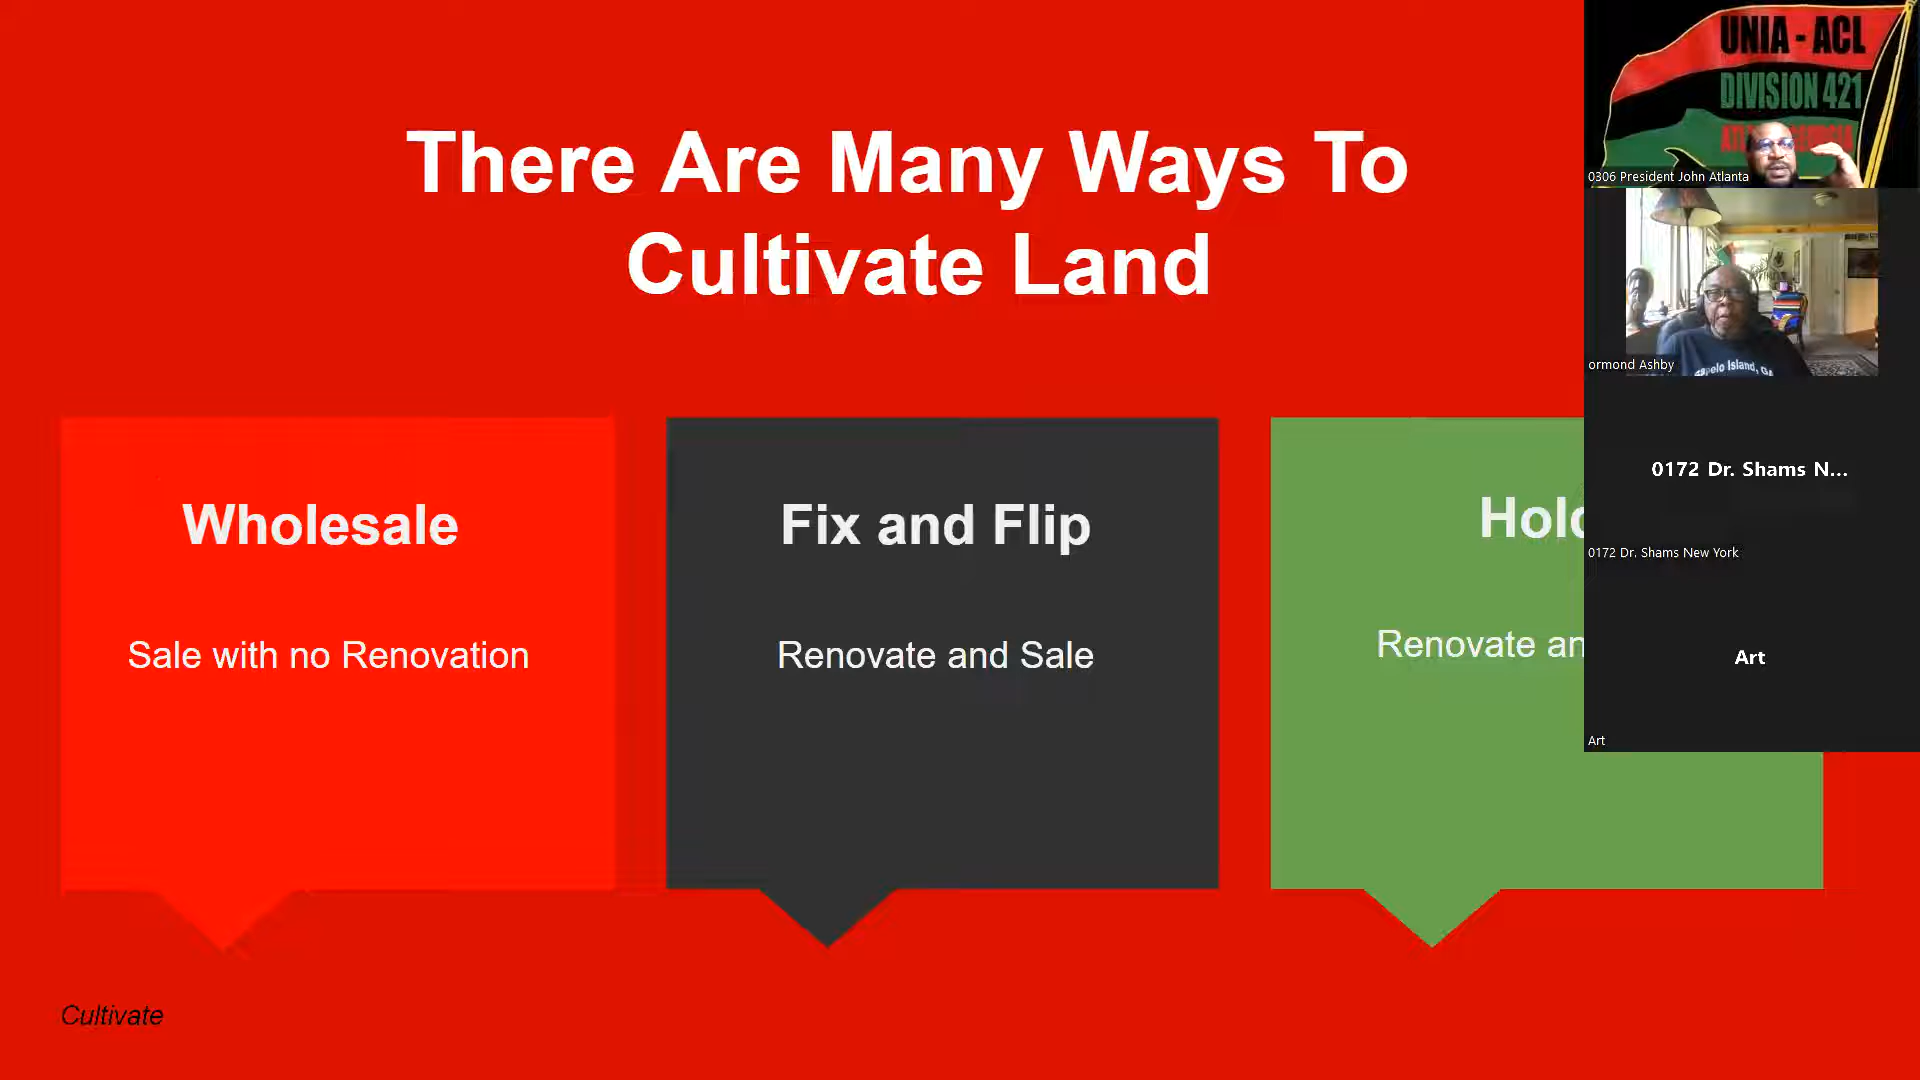 There Are Many Ways To
Cultivate Land
Wholesale
Sale with no Renovation
Fix and Flip
Renovate and Sale
Hold
Renovate an
Cultivate
UNIA - ACL
DIVISION 421
0306 President John Atlanta
ormond Ashby
0172 Dr. Shams N...
0172 Dr. Shams New York
Art
Art